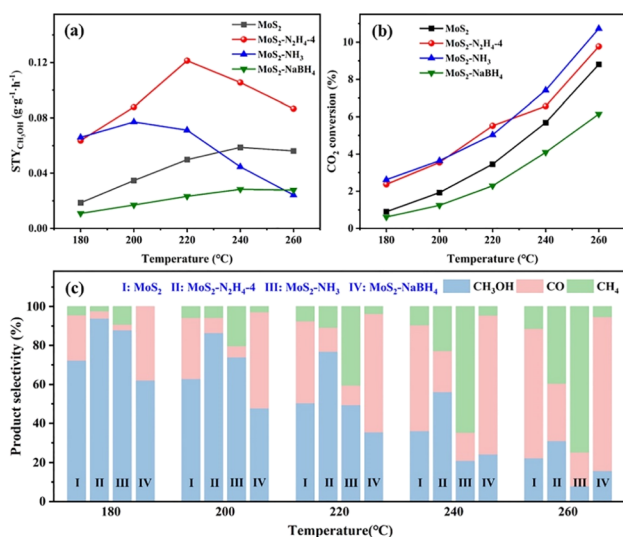 (a)
MoS₂
MoS₂-N₂H₄-4
MoS₂-NH₃
MoS₂-NaBH₄
STY_CH₃OH (g·g⁻¹·h⁻¹)
0.12
0.08
0.04
0.00
180 200 220 240 260
Temperature (℃)
(b)
MoS₂
MoS₂-N₂H₄-4
MoS₂-NH₃
MoS₂-NaBH₄
CO₂ conversion (%)
10
8
6
4
2
0
180 200 220 240 260
Temperature (℃)
(c)
I: MoS₂ II: MoS₂-N₂H₄-4 III: MoS₂-NH₃ IV: MoS₂-NaBH₄
CH₃OH CO CH₄
Product selectivity (%)
100
80
60
40
20
0
I II III IV I II III IV I II III IV I II III IV I II III IV
180 200 220 240 260
Temperature(℃)